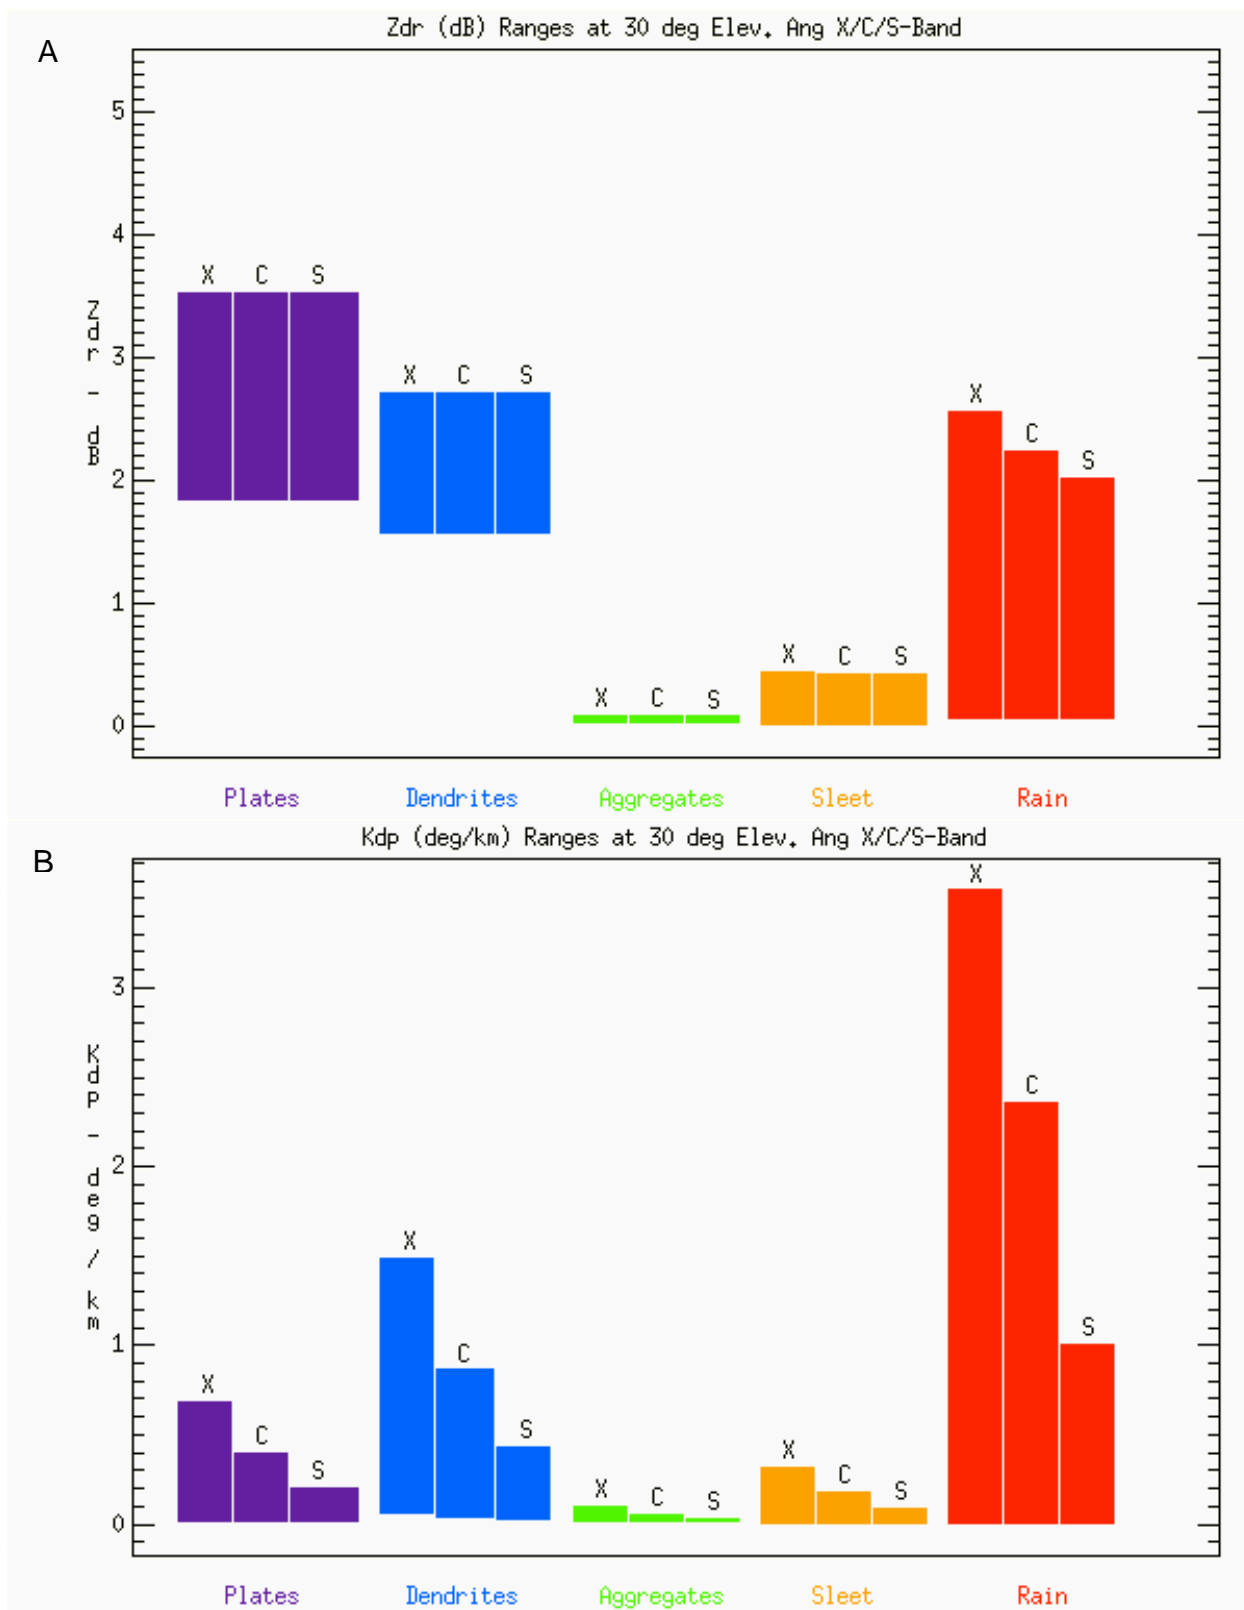 A
Zdr (dB) Ranges at 30 deg Elev. Ang X/C/S-Band
5
4
3
2
1
0
Zdr - dB
X C S
X C S
X C S
X C S
X
C
S
Plates Dendrites Aggregates Sleet Rain
B
Kdp (deg/km) Ranges at 30 deg Elev. Ang X/C/S-Band
3
2
1
0
Kdp - deg/km
X
C
S
X
C
S
X C S
X
C
S
X
C
S
Plates Dendrites Aggregates Sleet Rain